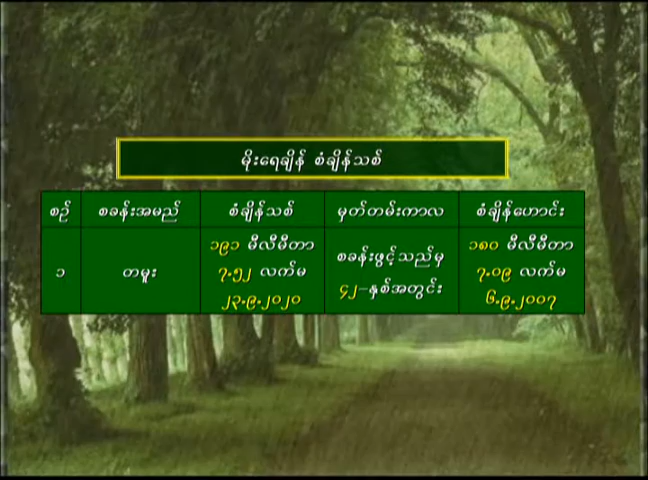 မိုးရေချိန် စံချိန်သစ်
စဉ် စခန်းအမည် စံချိန်သစ် မှတ်တမ်းကာလ စံချိန်ဟောင်း
၁ တမူး ၁၉၁ မီလီမီတာ
၇.၅၂ လက်မ
၂၃.၉.၂၀၂၀ စခန်းဖွင့်သည်မှ
၄၂-နှစ်အတွင်း ၁၈၀ မီလီမီတာ
၇.၀၉ လက်မ
၆.၉.၂၀၀၇